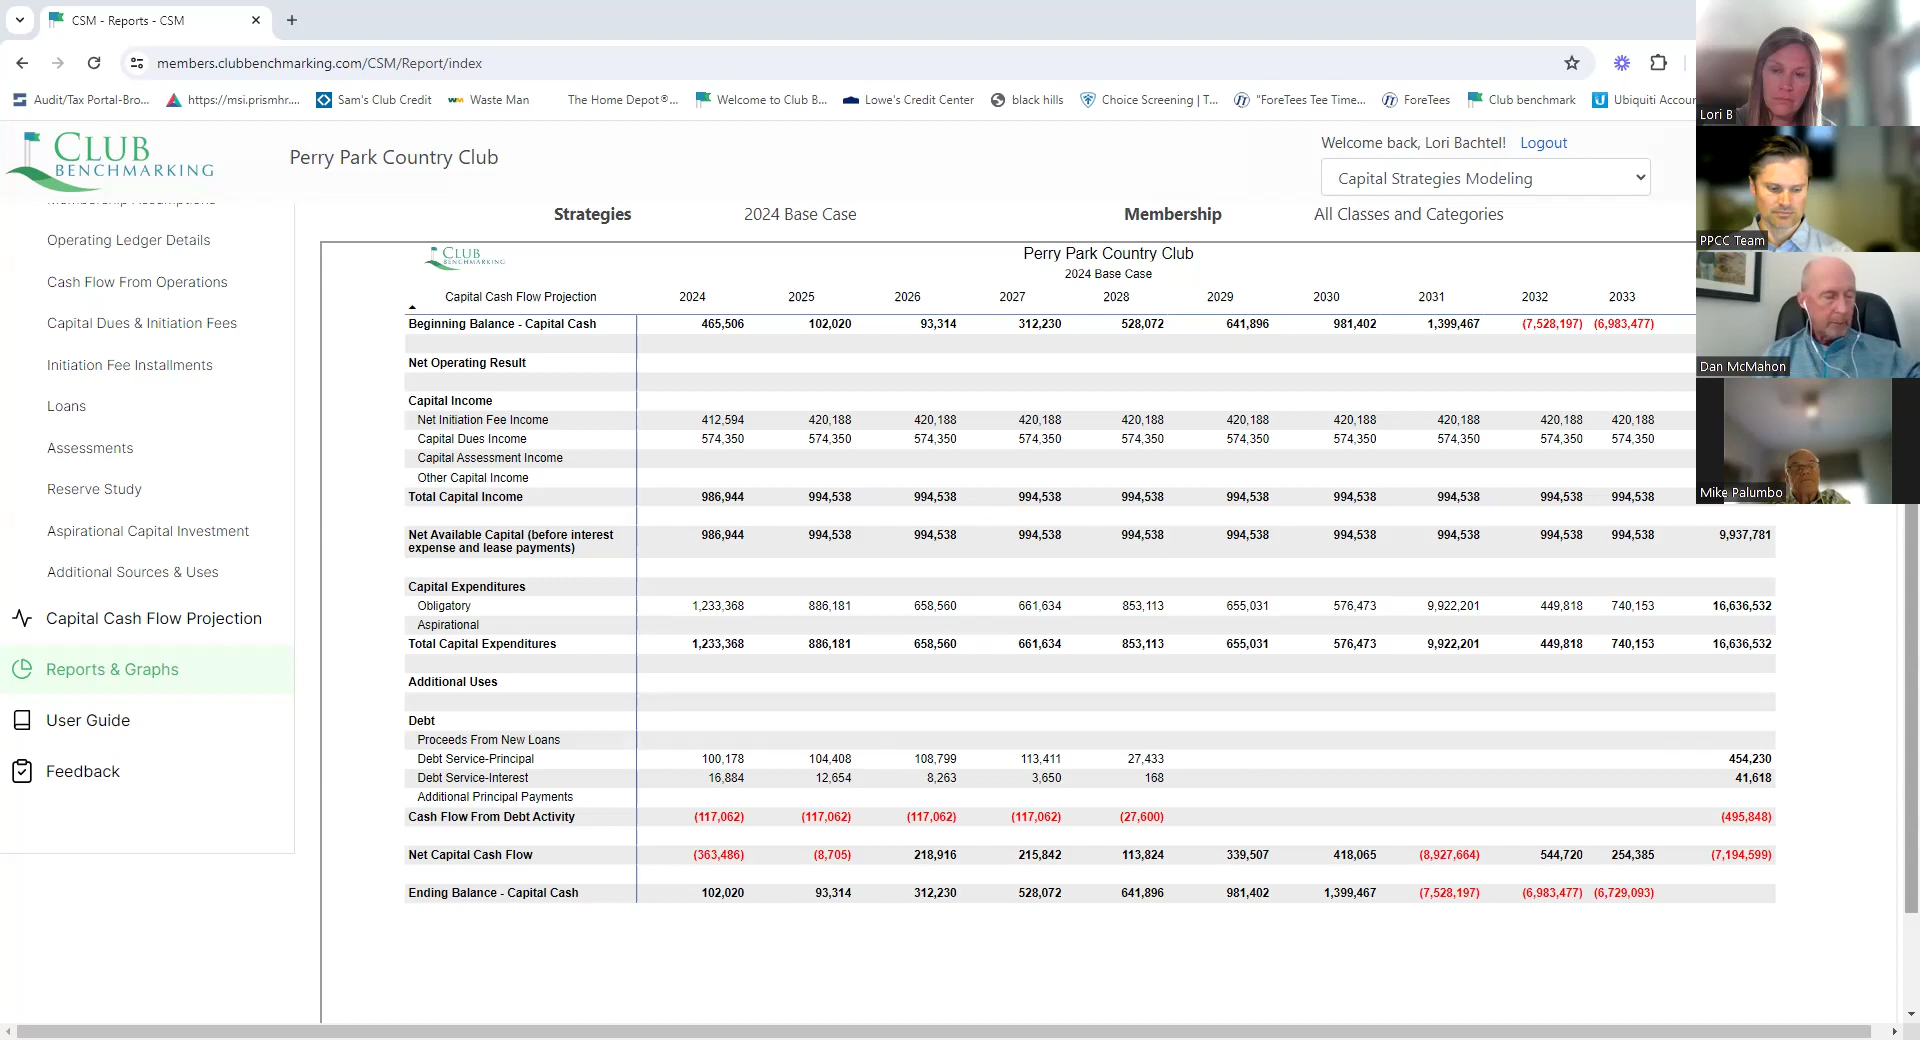 CSM - Reports - CSM
members.clubbenchmarking.com/CSM/Report/index
Audit/Tax Portal-Bro... https://msi.prismhr.... Sam's Club Credit Waste Man The Home Depot®... Welcome to Club B... Lowe's Credit Center black hills Choice Screening | T... "ForeTees Tee Time... ForeTees Club benchmark Ubiquiti Accou
CLUB
BENCHMARKING
Perry Park Country Club
Welcome back, Lori Bachtel! Logout
Capital Strategies Modeling
Membership Assumptions
Operating Ledger Details
Cash Flow From Operations
Capital Dues & Initiation Fees
Initiation Fee Installments
Loans
Assessments
Reserve Study
Aspirational Capital Investment
Additional Sources & Uses
Capital Cash Flow Projection
Reports & Graphs
User Guide
Feedback
Strategies 2024 Base Case Membership All Classes and Categories
CLUB
BENCHMARKING
Perry Park Country Club
2024 Base Case
Capital Cash Flow Projection 2024 2025 2026 2027 2028 2029 2030 2031 2032 2033
Beginning Balance - Capital Cash 465,506 102,020 93,314 312,230 528,072 641,896 981,402 1,399,467 (7,528,197) (6,983,477)
Net Operating Result
Capital Income
Net Initiation Fee Income 412,594 420,188 420,188 420,188 420,188 420,188 420,188 420,188 420,188 420,188
Capital Dues Income 574,350 574,350 574,350 574,350 574,350 574,350 574,350 574,350 574,350 574,350
Capital Assessment Income
Other Capital Income
Total Capital Income 986,944 994,538 994,538 994,538 994,538 994,538 994,538 994,538 994,538 994,538
Net Available Capital (before interest 986,944 994,538 994,538 994,538 994,538 994,538 994,538 994,538 994,538 994,538 9,937,781
expense and lease payments)
Capital Expenditures
Obligatory 1,233,368 886,181 658,560 661,634 853,113 655,031 576,473 9,922,201 449,818 740,153 16,636,532
Aspirational
Total Capital Expenditures 1,233,368 886,181 658,560 661,634 853,113 655,031 576,473 9,922,201 449,818 740,153 16,636,532
Additional Uses
Debt
Proceeds From New Loans
Debt Service-Principal 100,178 104,408 108,799 113,411 27,433 454,230
Debt Service-Interest 16,884 12,654 8,263 3,650 168 41,618
Additional Principal Payments
Cash Flow From Debt Activity (117,062) (117,062) (117,062) (117,062) (27,600) (495,848)
Net Capital Cash Flow (363,486) (8,705) 218,916 215,842 113,824 339,507 418,065 (8,927,664) 544,720 254,385 (7,194,599)
Ending Balance - Capital Cash 102,020 93,314 312,230 528,072 641,896 981,402 1,399,467 (7,528,197) (6,983,477) (6,729,093)
Lori B
PPCC Team
Dan McMahon
Mike Palumbo